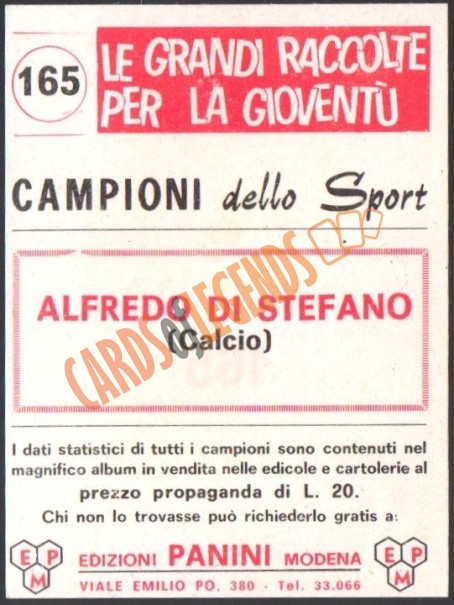 165
LE GRANDI RACCOLTE
PER LA GIOVENTÙ
CAMPIONI dello Sport
ALFREDO DI STEFANO
(Calcio)
CARDS OF LEGENDS
I dati statistici di tutti i campioni sono contenuti nel
magnifico album in vendita nelle edicole e cartolerie al
prezzo propaganda di L. 20.
Chi non lo trovasse può richiederlo gratis a:
E P M
EDIZIONI PANINI MODENA
E P M
VIALE EMILIO PO, 380 - Tel. 33.066